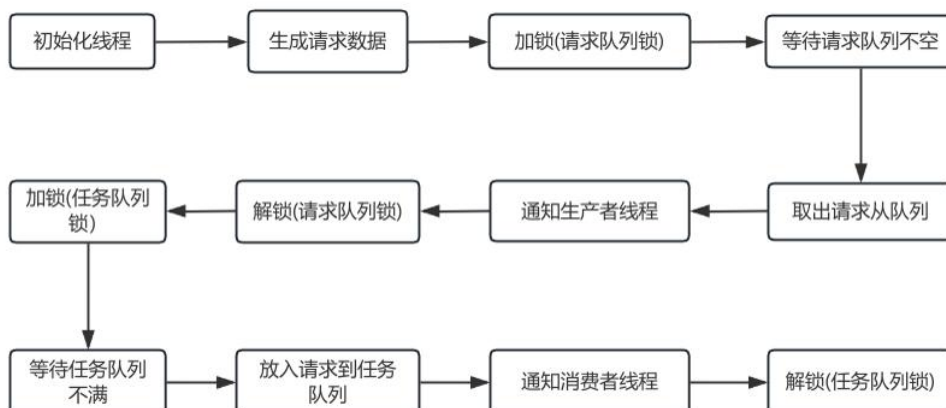 初始化线程
生成请求数据
加锁(请求队列锁)
等待请求队列不空
加锁(任务队列
锁)
解锁(请求队列锁)
通知生产者线程
取出请求从队列
等待任务队列
不满
放入请求到任务
队列
通知消费者线程
解锁(任务队列锁)